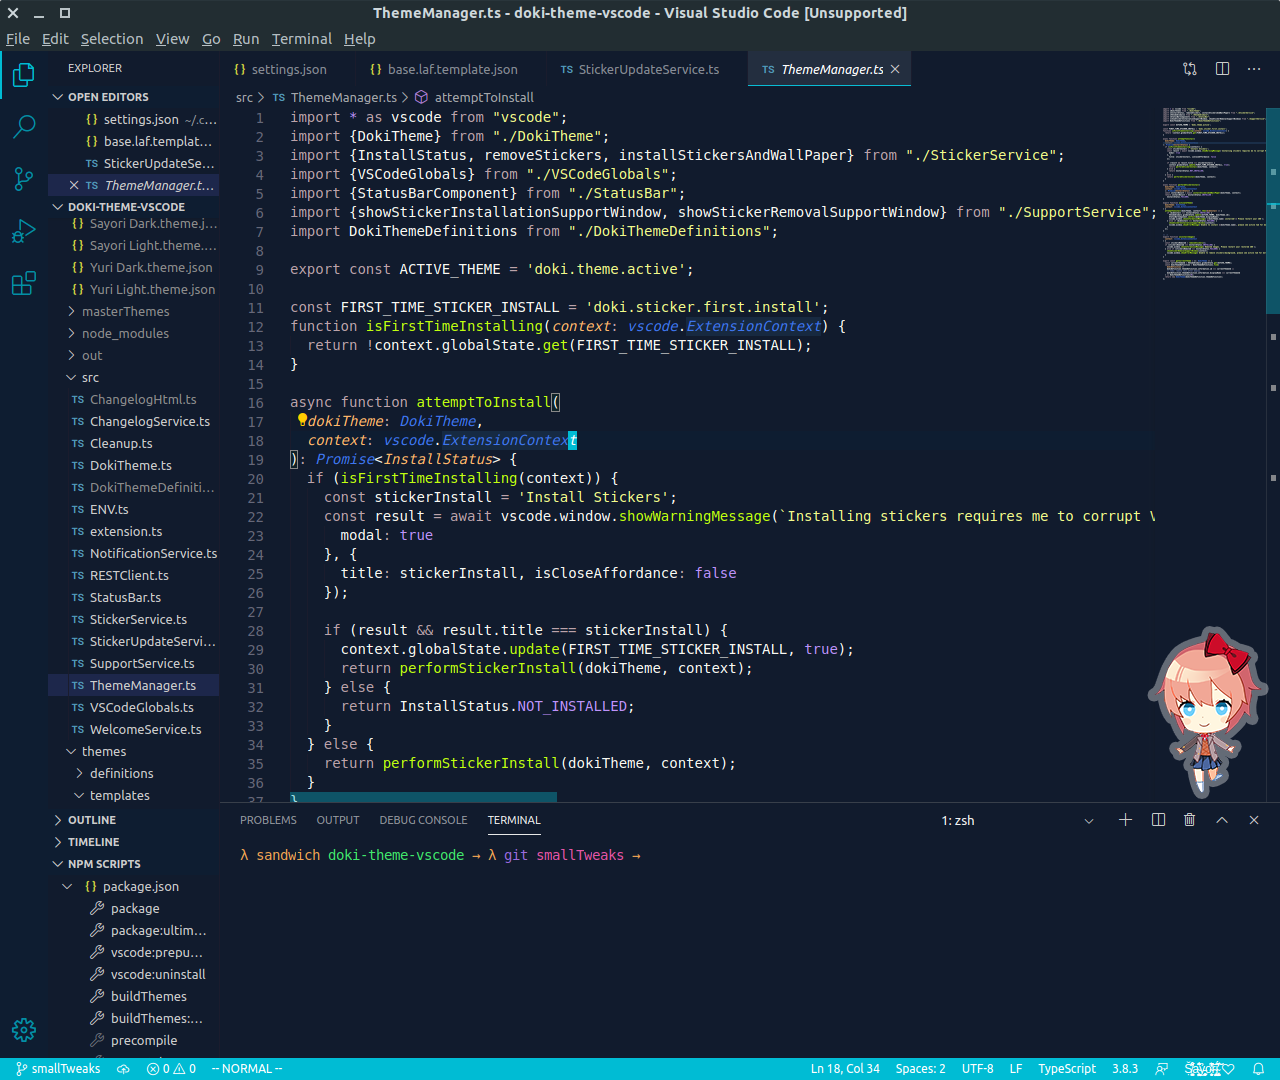 ThemeManager.ts - doki-theme-vscode - Visual Studio Code [Unsupported]
File Edit Selection View Go Run Terminal Help
EXPLORER
OPEN EDITORS
settings.json ~/.c...
base.laf.templat...
StickerUpdateSe...
ThemeManager.t...
DOKI-THEME-VSCODE
Sayori Dark.theme.j...
Sayori Light.theme....
Yuri Dark.theme.json
Yuri Light.theme.json
masterThemes
node_modules
out
src
TS ChangelogHtml.ts
TS ChangelogService.ts
TS Cleanup.ts
TS DokiTheme.ts
TS DokiThemeDefiniti...
TS ENV.ts
TS extension.ts
TS NotificationService.ts
TS RESTClient.ts
TS StatusBar.ts
TS StickerService.ts
TS StickerUpdateServi...
TS SupportService.ts
TS ThemeManager.ts
TS VSCodeGlobals.ts
TS WelcomeService.ts
themes
definitions
templates
OUTLINE
TIMELINE
NPM SCRIPTS
{} package.json
package
package:ultim...
vscode:prepu...
vscode:uninstall
buildThemes
buildThemes:...
precompile
{} settings.json {} base.laf.template.json TS StickerUpdateService.ts TS ThemeManager.ts
src > TS ThemeManager.ts > attemptToInstall
1 import * as vscode from "vscode";
2 import {DokiTheme} from "./DokiTheme";
3 import {InstallStatus, removeStickers, installStickersAndWallPaper} from "./StickerService";
4 import {VSCodeGlobals} from "./VSCodeGlobals";
5 import {StatusBarComponent} from "./StatusBar";
6 import {showStickerInstallationSupportWindow, showStickerRemovalSupportWindow} from "./SupportService";
7 import DokiThemeDefinitions from "./DokiThemeDefinitions";
8
9 export const ACTIVE_THEME = 'doki.theme.active';
10
11 const FIRST_TIME_STICKER_INSTALL = 'doki.sticker.first.install';
12 function isFirstTimeInstalling(context: vscode.ExtensionContext) {
13 return !context.globalState.get(FIRST_TIME_STICKER_INSTALL);
14 }
15
16 async function attemptToInstall(
17 dokiTheme: DokiTheme,
18 context: vscode.ExtensionContext
19 ): Promise<InstallStatus> {
20 if (isFirstTimeInstalling(context)) {
21 const stickerInstall = 'Install Stickers';
22 const result = await vscode.window.showWarningMessage(`Installing stickers requires me to corrupt V
23 modal: true
24 }, {
25 title: stickerInstall, isCloseAffordance: false
26 });
27
28 if (result && result.title === stickerInstall) {
29 context.globalState.update(FIRST_TIME_STICKER_INSTALL, true);
30 return performStickerInstall(dokiTheme, context);
31 } else {
32 return InstallStatus.NOT_INSTALLED;
33 }
34 } else {
35 return performStickerInstall(dokiTheme, context);
36 }
37 }
PROBLEMS OUTPUT DEBUG CONSOLE TERMINAL 1: zsh
λ sandwich doki-theme-vscode → λ git smallTweaks →
smallTweaks 0 0 -- NORMAL -- Ln 18, Col 34 Spaces: 2 UTF-8 LF TypeScript 3.8.3